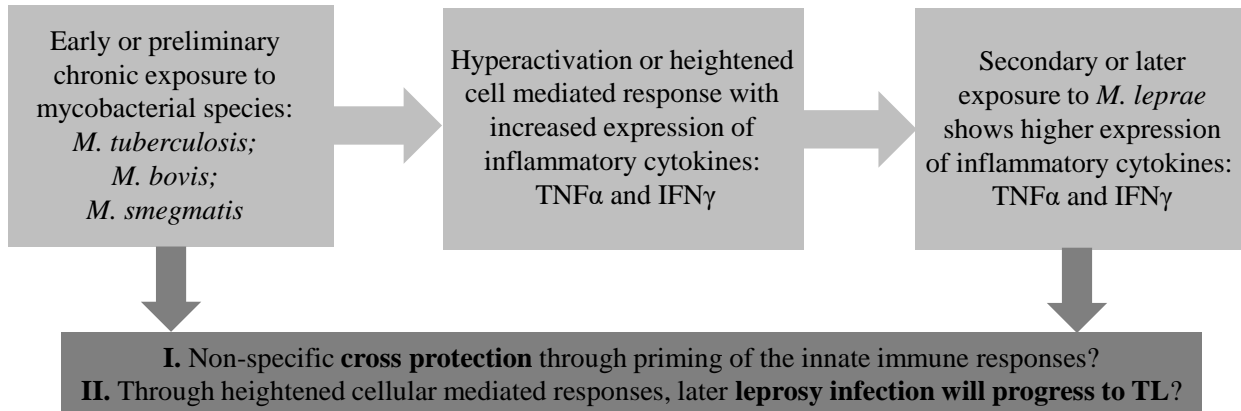 Early or preliminary
chronic exposure to
mycobacterial species:
M. tuberculosis;
M. bovis;
M. smegmatis
Hyperactivation or heightened
cell mediated response with
increased expression of
inflammatory cytokines:
TNFα and IFNγ
Secondary or later
exposure to M. leprae
shows higher expression
of inflammatory cytokines:
TNFα and IFNγ
I. Non-specific cross protection through priming of the innate immune responses?
II. Through heightened cellular mediated responses, later leprosy infection will progress to TL?